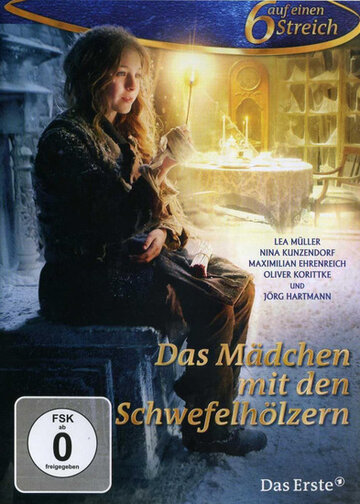 6 auf einen
Streich
LEA MÜLLER
NINA KUNZENDORF
MAXIMILIAN EHRENREICH
OLIVER KORITTKE
UND
JÖRG HARTMANN
Das Mädchen
mit den
Schwefelhölzern
FSK
ab
0
freigegeben
Das Erste